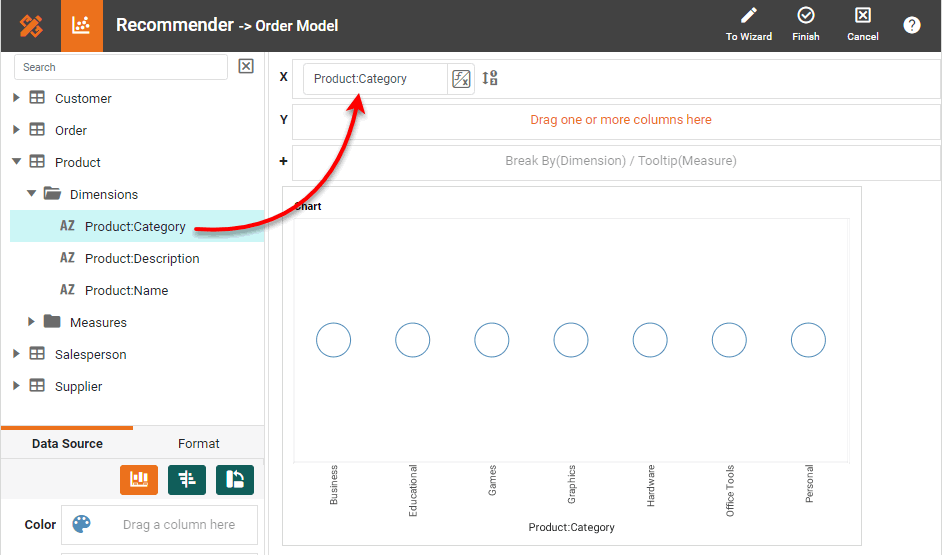 Recommender -> Order Model
To Wizard
Finish
Cancel
?
Search
Customer
Order
Product
Dimensions
AZ Product:Category
AZ Product:Description
AZ Product:Name
Measures
Salesperson
Supplier
Data Source
Format
Color
Drag a column here
X
Product:Category
f/x
Y
Drag one or more columns here
+
Break By(Dimension) / Tooltip(Measure)
Chart
Business
Educational
Games
Graphics
Hardware
Office Tools
Personal
Product:Category